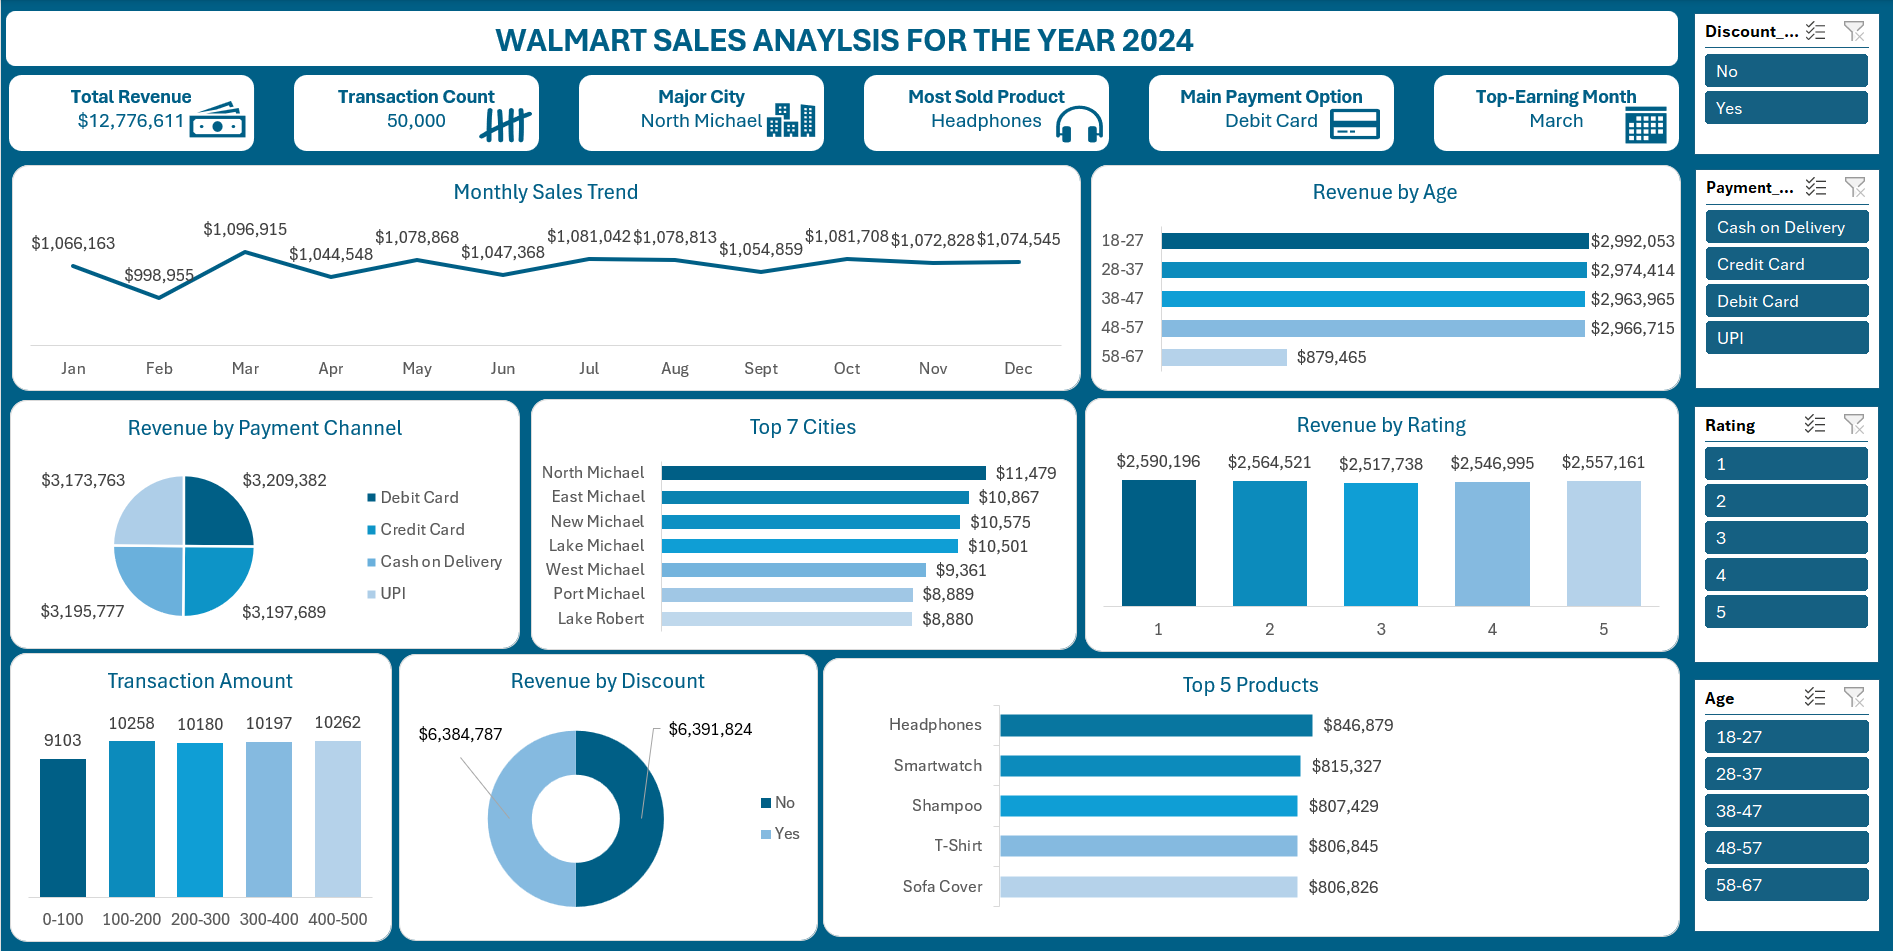 WALMART SALES ANAYLSIS FOR THE YEAR 2024
Total Revenue
$12,776,611
Transaction Count
50,000
Major City
North Michael
Most Sold Product
Headphones
Main Payment Option
Debit Card
Top-Earning Month
March
Monthly Sales Trend
$1,066,163
$998,955
$1,096,915
$1,044,548
$1,078,868
$1,047,368
$1,081,042
$1,078,813
$1,054,859
$1,081,708
$1,072,828
$1,074,545
Jan
Feb
Mar
Apr
May
Jun
Jul
Aug
Sept
Oct
Nov
Dec
Revenue by Age
18-27 $2,992,053
28-37 $2,974,414
38-47 $2,963,965
48-57 $2,966,715
58-67 $879,465
Revenue by Payment Channel
$3,173,763
$3,209,382
$3,195,777
$3,197,689
Debit Card
Credit Card
Cash on Delivery
UPI
Top 7 Cities
North Michael $11,479
East Michael $10,867
New Michael $10,575
Lake Michael $10,501
West Michael $9,361
Port Michael $8,889
Lake Robert $8,880
Revenue by Rating
$2,590,196
$2,564,521
$2,517,738
$2,546,995
$2,557,161
1
2
3
4
5
Transaction Amount
9103
10258
10180
10197
10262
0-100
100-200
200-300
300-400
400-500
Revenue by Discount
$6,384,787
$6,391,824
No
Yes
Top 5 Products
Headphones $846,879
Smartwatch $815,327
Shampoo $807,429
T-Shirt $806,845
Sofa Cover $806,826
Discount_...
No
Yes
Payment_...
Cash on Delivery
Credit Card
Debit Card
UPI
Rating
1
2
3
4
5
Age
18-27
28-37
38-47
48-57
58-67